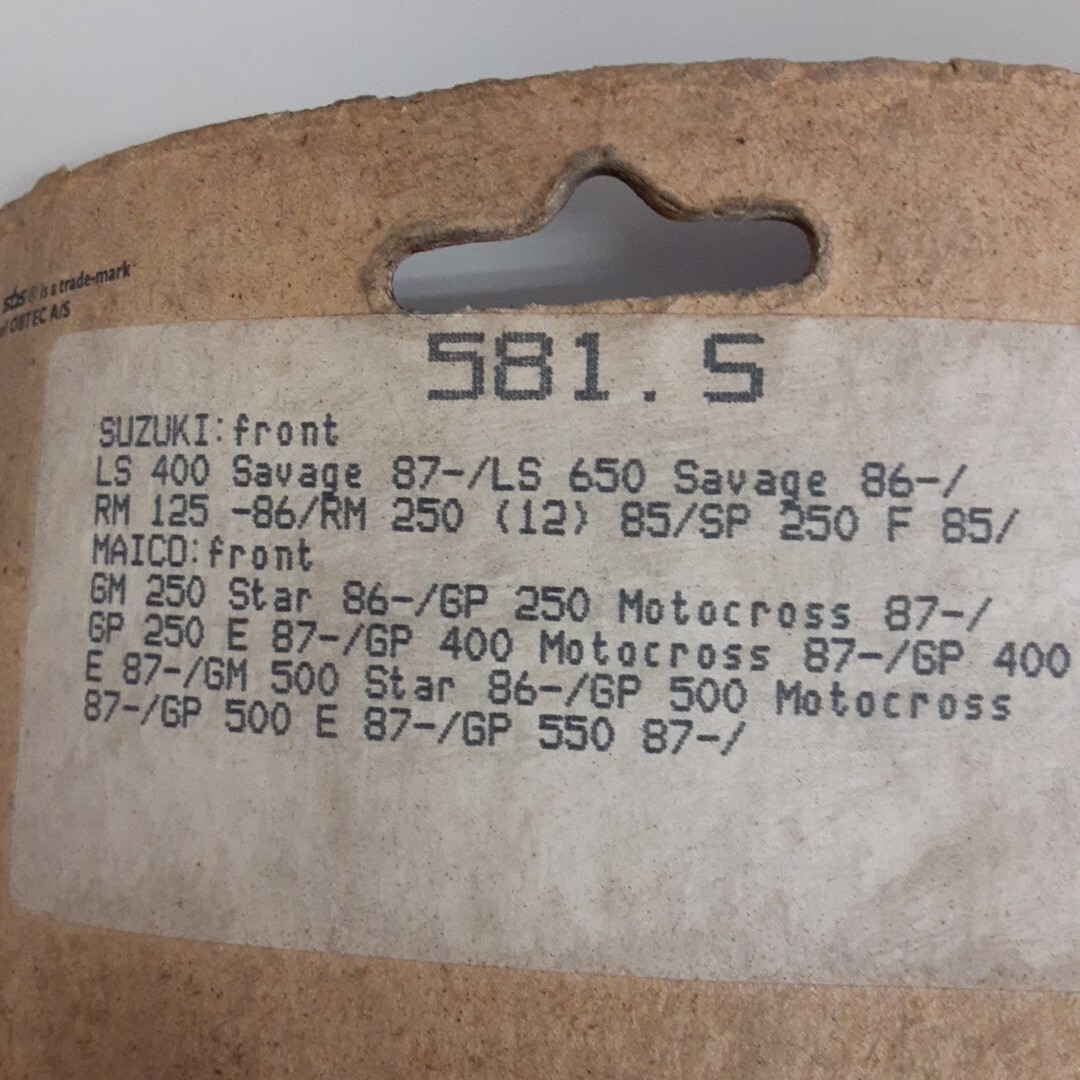 sbs® is a trade-mark
OBTEC A/S
581.S
SUZUKI:front
LS 400 Savage 87-/LS 650 Savage 86-/
RM 125 -86/RM 250 (12) 85/SP 250 F 85/
MAICO:front
GM 250 Star 86-/GP 250 Motocross 87-/
GP 250 E 87-/GP 400 Motocross 87-/GP 400
E 87-/GM 500 Star 86-/GP 500 Motocross
87-/GP 500 E 87-/GP 550 87-/